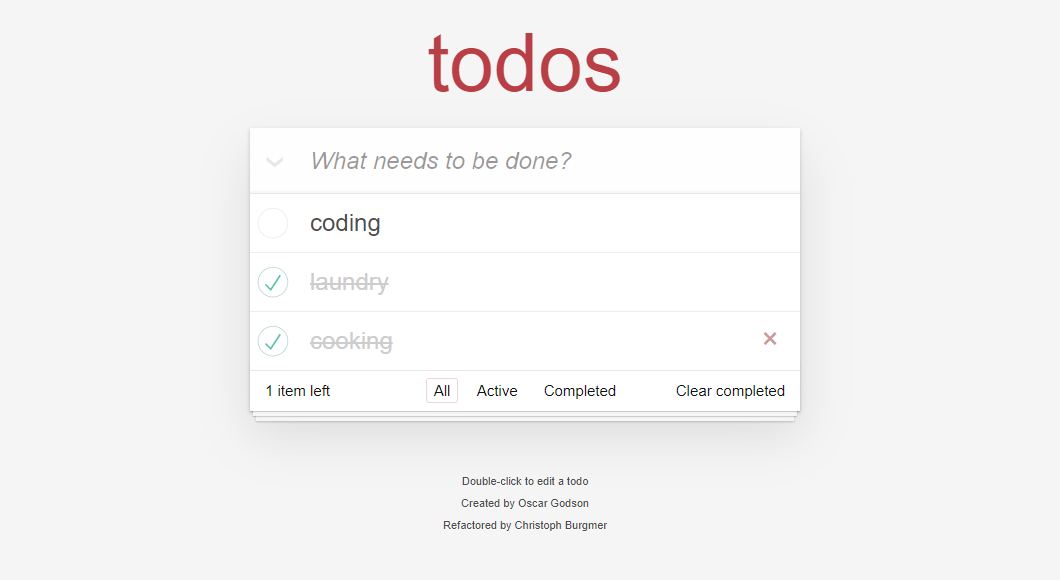 todos
What needs to be done?
coding
laundry
cooking
1 item left All Active Completed Clear completed
Double-click to edit a todo
Created by Oscar Godson
Refactored by Christoph Burgmer